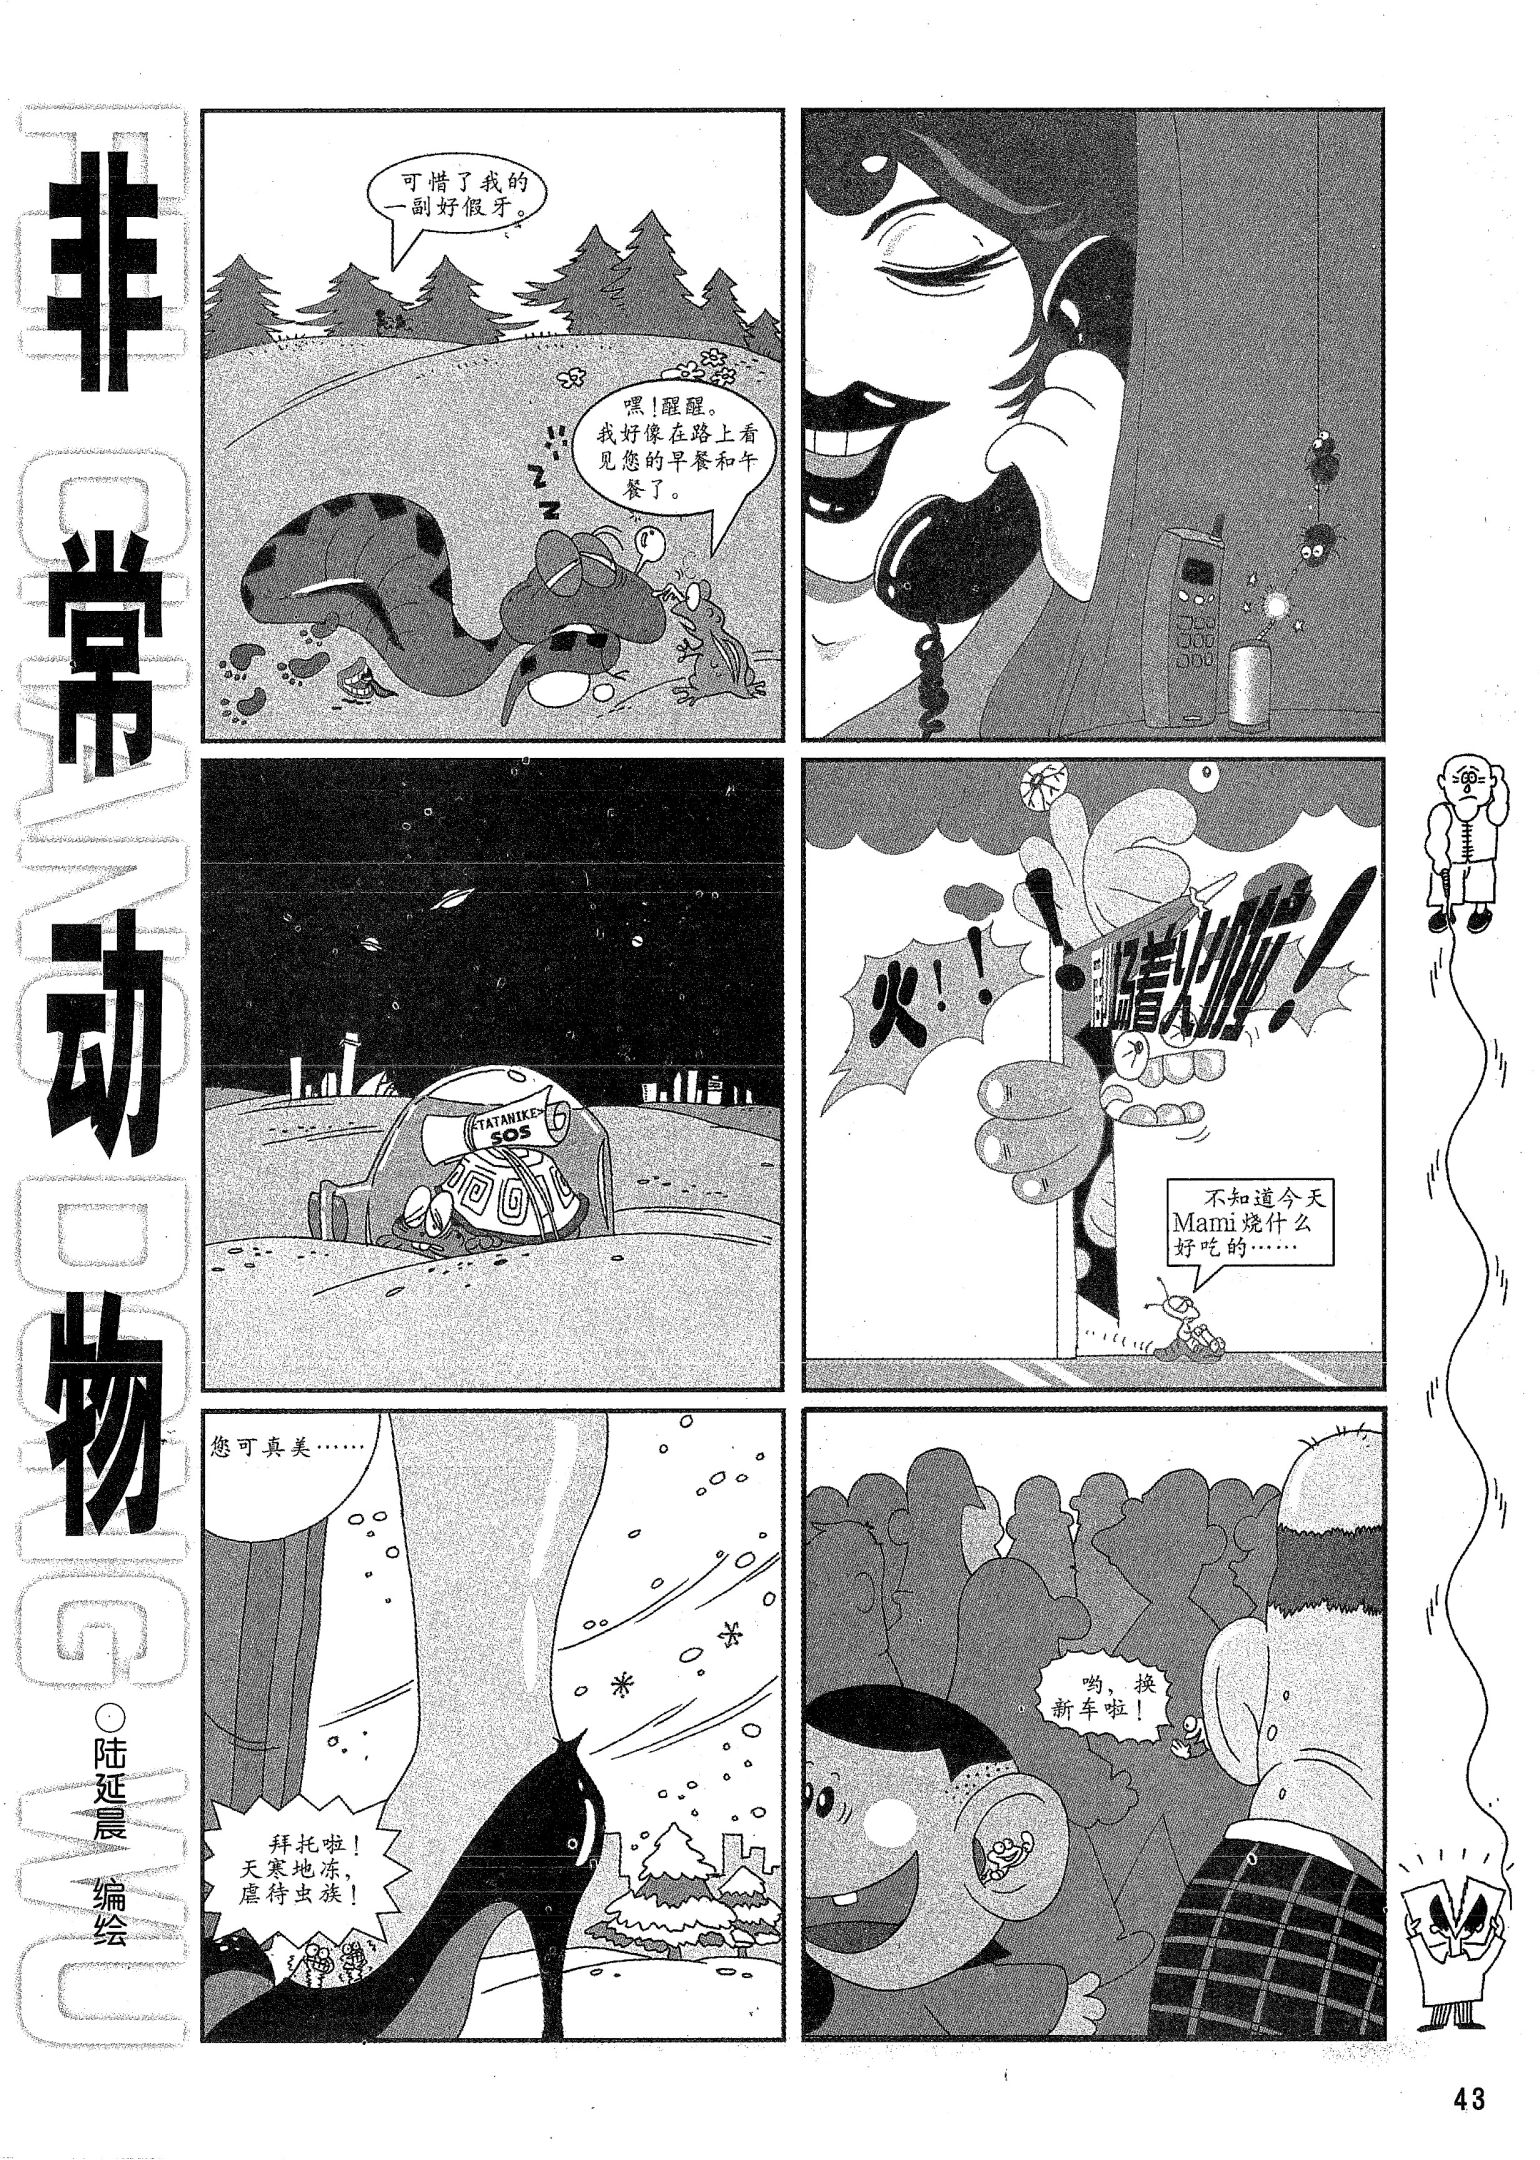 非常动物
FEI CHANG DONG WU
○陆延晨 编绘
可惜了我的
一副好假牙。
嘿!醒醒。
我好像在路上看
见您的早餐和午
餐了。
Z Z
<TATANIKE>
SOS
火!!
着火啦!
不知道今天
Mami烧什么
好吃的……
您可真美……
拜托啦!
天寒地冻,
虐待虫族!
哟,换
新车啦!
43